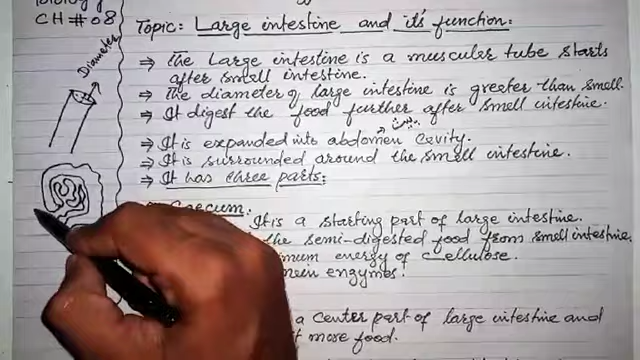 Biology
CH # 08
Diameter
Topic: Large intestine and it's function:
⇒ The Large intestine is a muscular tube starts
after small intestine.
⇒ The diameter of large intestine is greater than small.
⇒ It digest the food further after small intestine.
⇒ It is expanded into abdomen cavity.
⇒ It is surrounded around the small intestine.
⇒ It has three parts:
Caecum: It is a starting part of large intestine.
the semi-digested food from small intestine.
energy of cellulose.
enzymes!
a center part of large intestine and
more food.